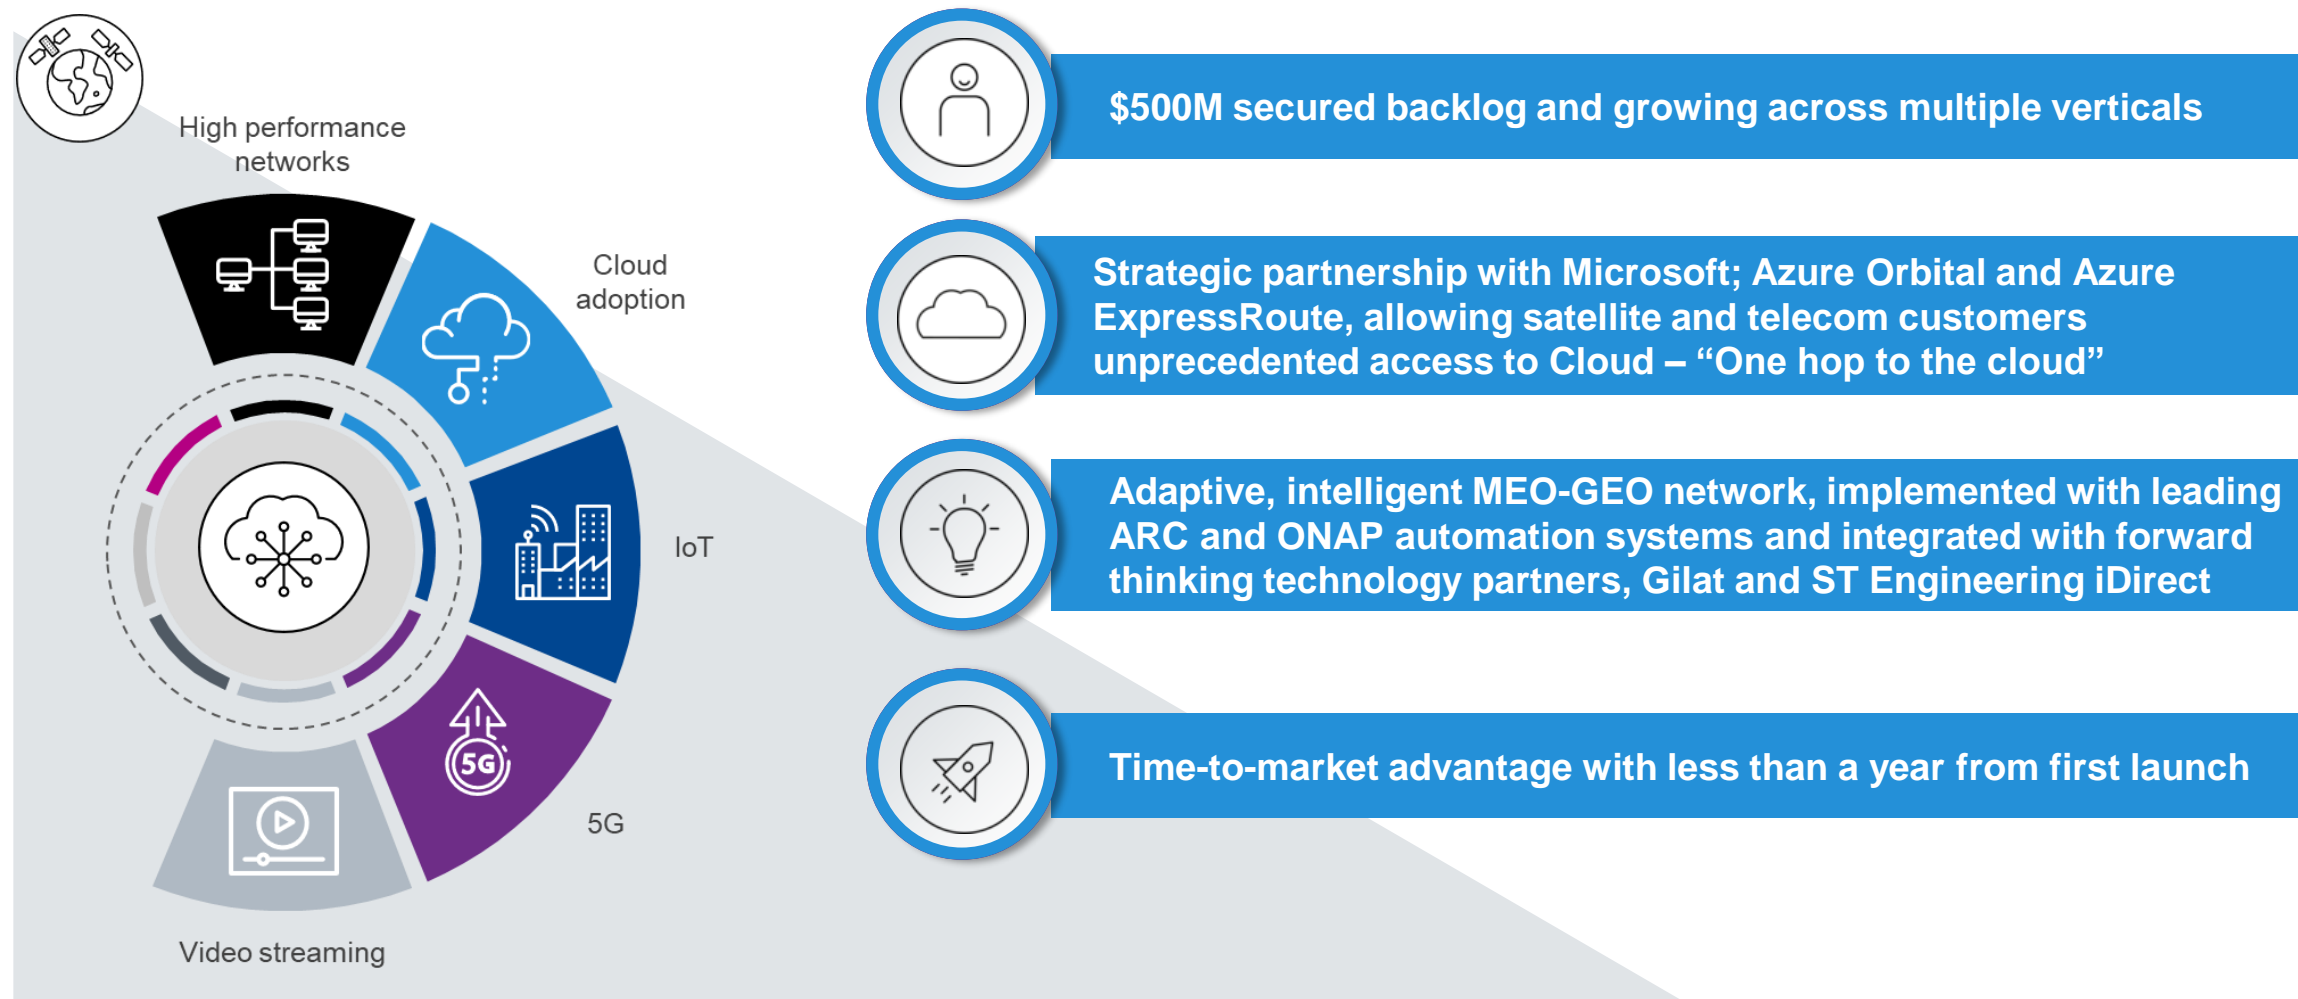 High performance
networks
Cloud
adoption
IoT
5G
5G
Video streaming
$500M secured backlog and growing across multiple verticals
Strategic partnership with Microsoft; Azure Orbital and Azure
ExpressRoute, allowing satellite and telecom customers
unprecedented access to Cloud – “One hop to the cloud”
Adaptive, intelligent MEO-GEO network, implemented with leading
ARC and ONAP automation systems and integrated with forward
thinking technology partners, Gilat and ST Engineering iDirect
Time-to-market advantage with less than a year from first launch